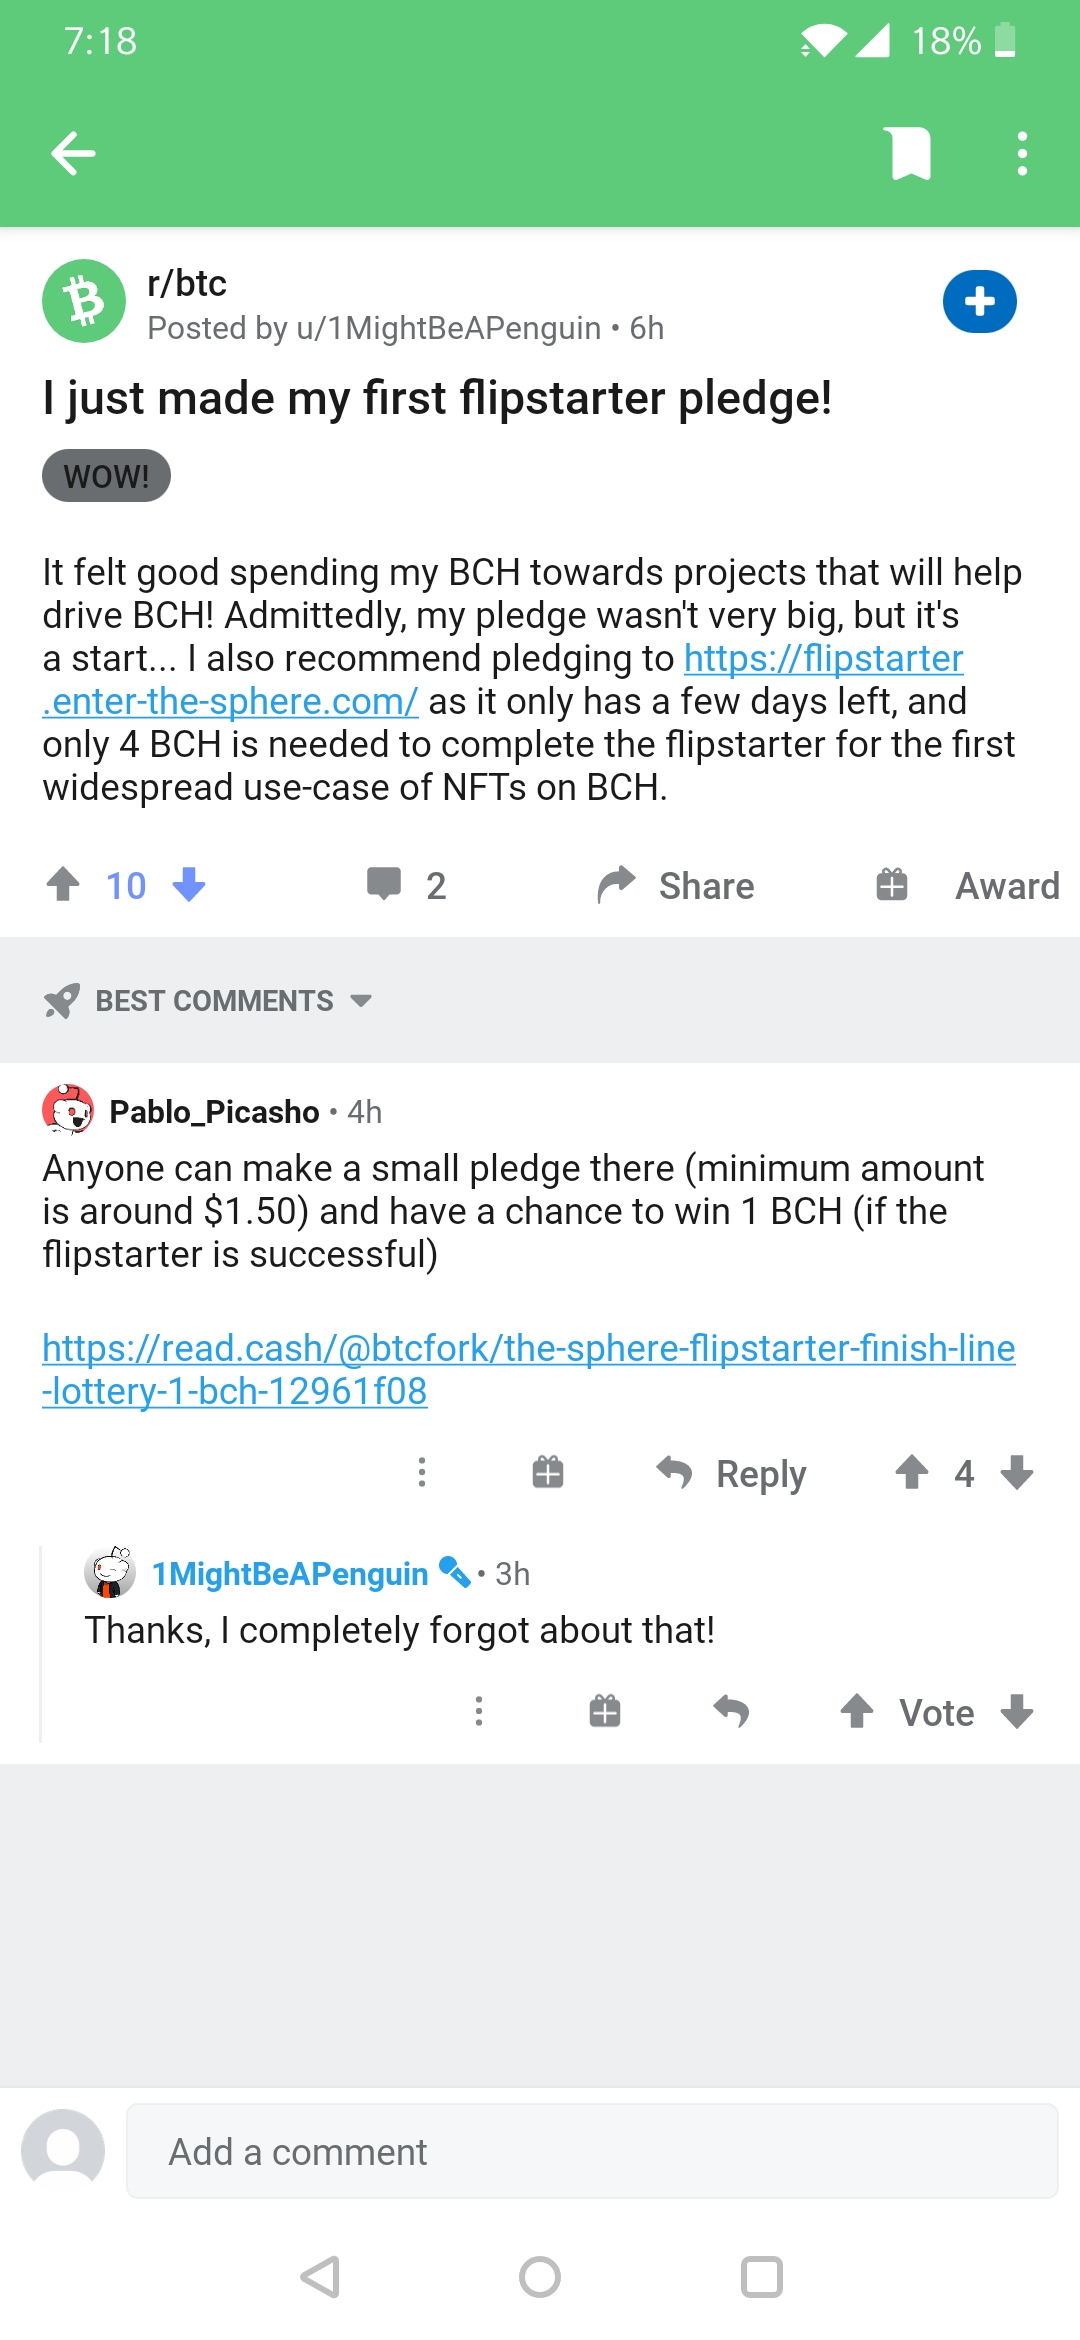 7:18
18%
r/btc
Posted by u/1MightBeAPenguin • 6h
I just made my first flipstarter pledge!
WOW!
It felt good spending my BCH towards projects that will help
drive BCH! Admittedly, my pledge wasn't very big, but it's
a start... I also recommend pledging to https://flipstarter
.enter-the-sphere.com/ as it only has a few days left, and
only 4 BCH is needed to complete the flipstarter for the first
widespread use-case of NFTs on BCH.
10 2 Share Award
BEST COMMENTS
Pablo_Picasho • 4h
Anyone can make a small pledge there (minimum amount
is around $1.50) and have a chance to win 1 BCH (if the
flipstarter is successful)
https://read.cash/@btcfork/the-sphere-flipstarter-finish-line
-lottery-1-bch-12961f08
Reply 4
1MightBeAPenguin • 3h
Thanks, I completely forgot about that!
Vote
Add a comment